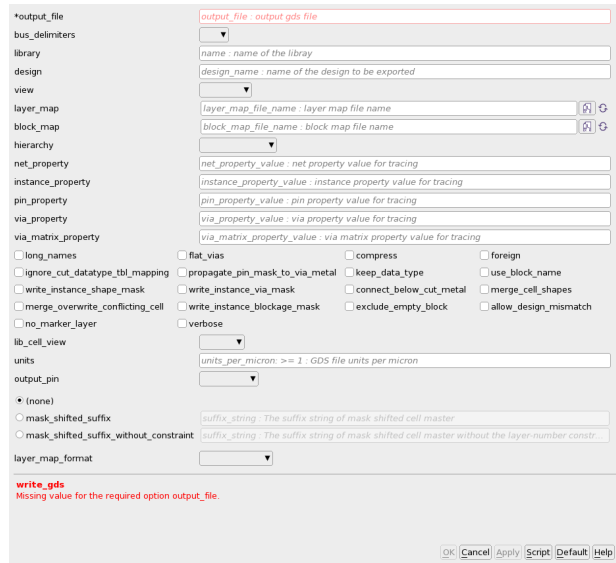 *output_file output_file : output gds file
bus_delimiters
library name : name of the libray
design design_name : name of the design to be exported
view
layer_map layer_map_file_name : layer map file name
block_map block_map_file_name : block map file name
hierarchy
net_property net_property_value : net property value for tracing
instance_property instance_property_value : instance property value for tracing
pin_property pin_property_value : pin property value for tracing
via_property via_property_value : via property value for tracing
via_matrix_property via_matrix_property_value : via matrix property value for tracing
long_names flat_vias compress foreign
ignore_cut_datatype_tbl_mapping propagate_pin_mask_to_via_metal keep_data_type use_block_name
write_instance_shape_mask write_instance_via_mask connect_below_cut_metal merge_cell_shapes
merge_overwrite_conflicting_cell write_instance_blockage_mask exclude_empty_block allow_design_mismatch
no_marker_layer verbose
lib_cell_view
units units_per_micron: >= 1 : GDS file units per micron
output_pin
(none)
mask_shifted_suffix suffix_string : The suffix string of mask shifted cell master
mask_shifted_suffix_without_constraint suffix_string : The suffix string of mask shifted cell master without the layer-number constr...
layer_map_format
write_gds
Missing value for the required option output_file.
OK Cancel Apply Script Default Help